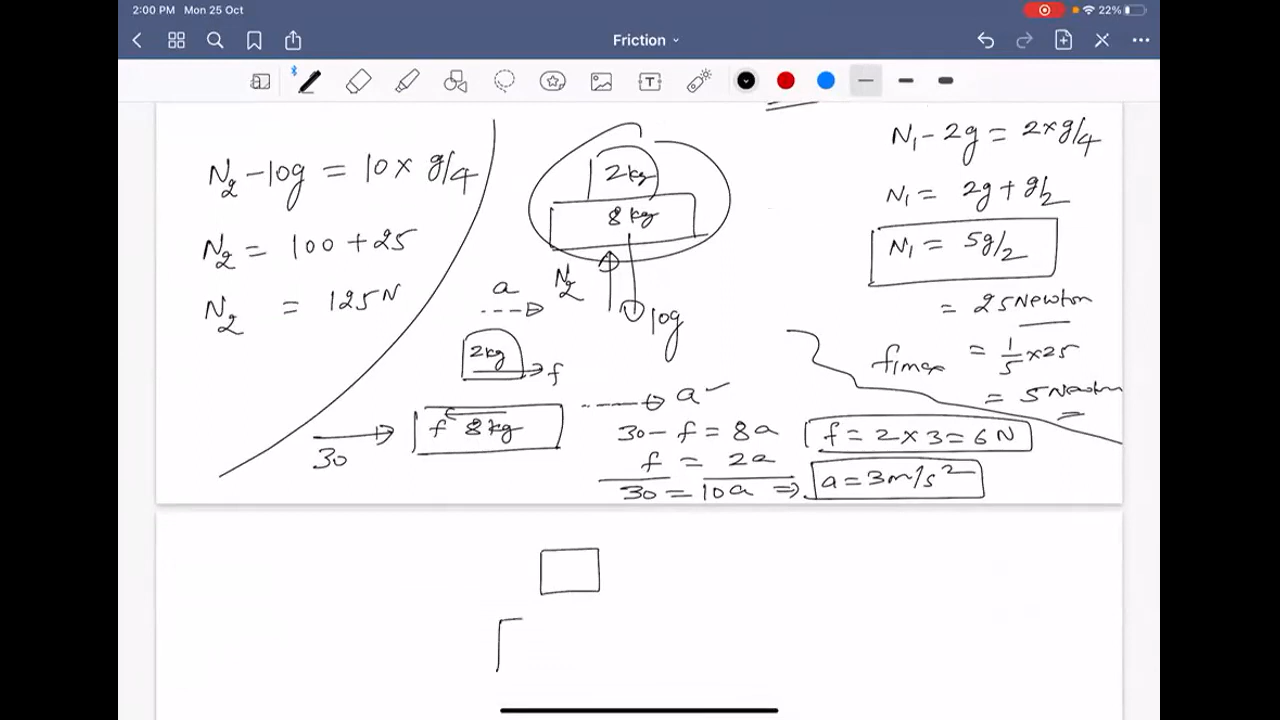 2:00 PM Mon 25 Oct
22%
Friction
T
N₂ - 10g = 10 × g/4
N₂ = 100 + 25
N₂ = 125N
2kg
8kg
N₂
10g
a
2kg
f
f 8kg
30
a
30 - f = 8a
f = 2a
30 = 10a ⇒
f = 2 × 3 = 6N
a = 3m/s²
N₁ - 2g = 2×g/4
N₁ = 2g + g/2
N₁ = 5g/2
= 25 Newton
f₁max = 1/5 × 25
= 5 Newton